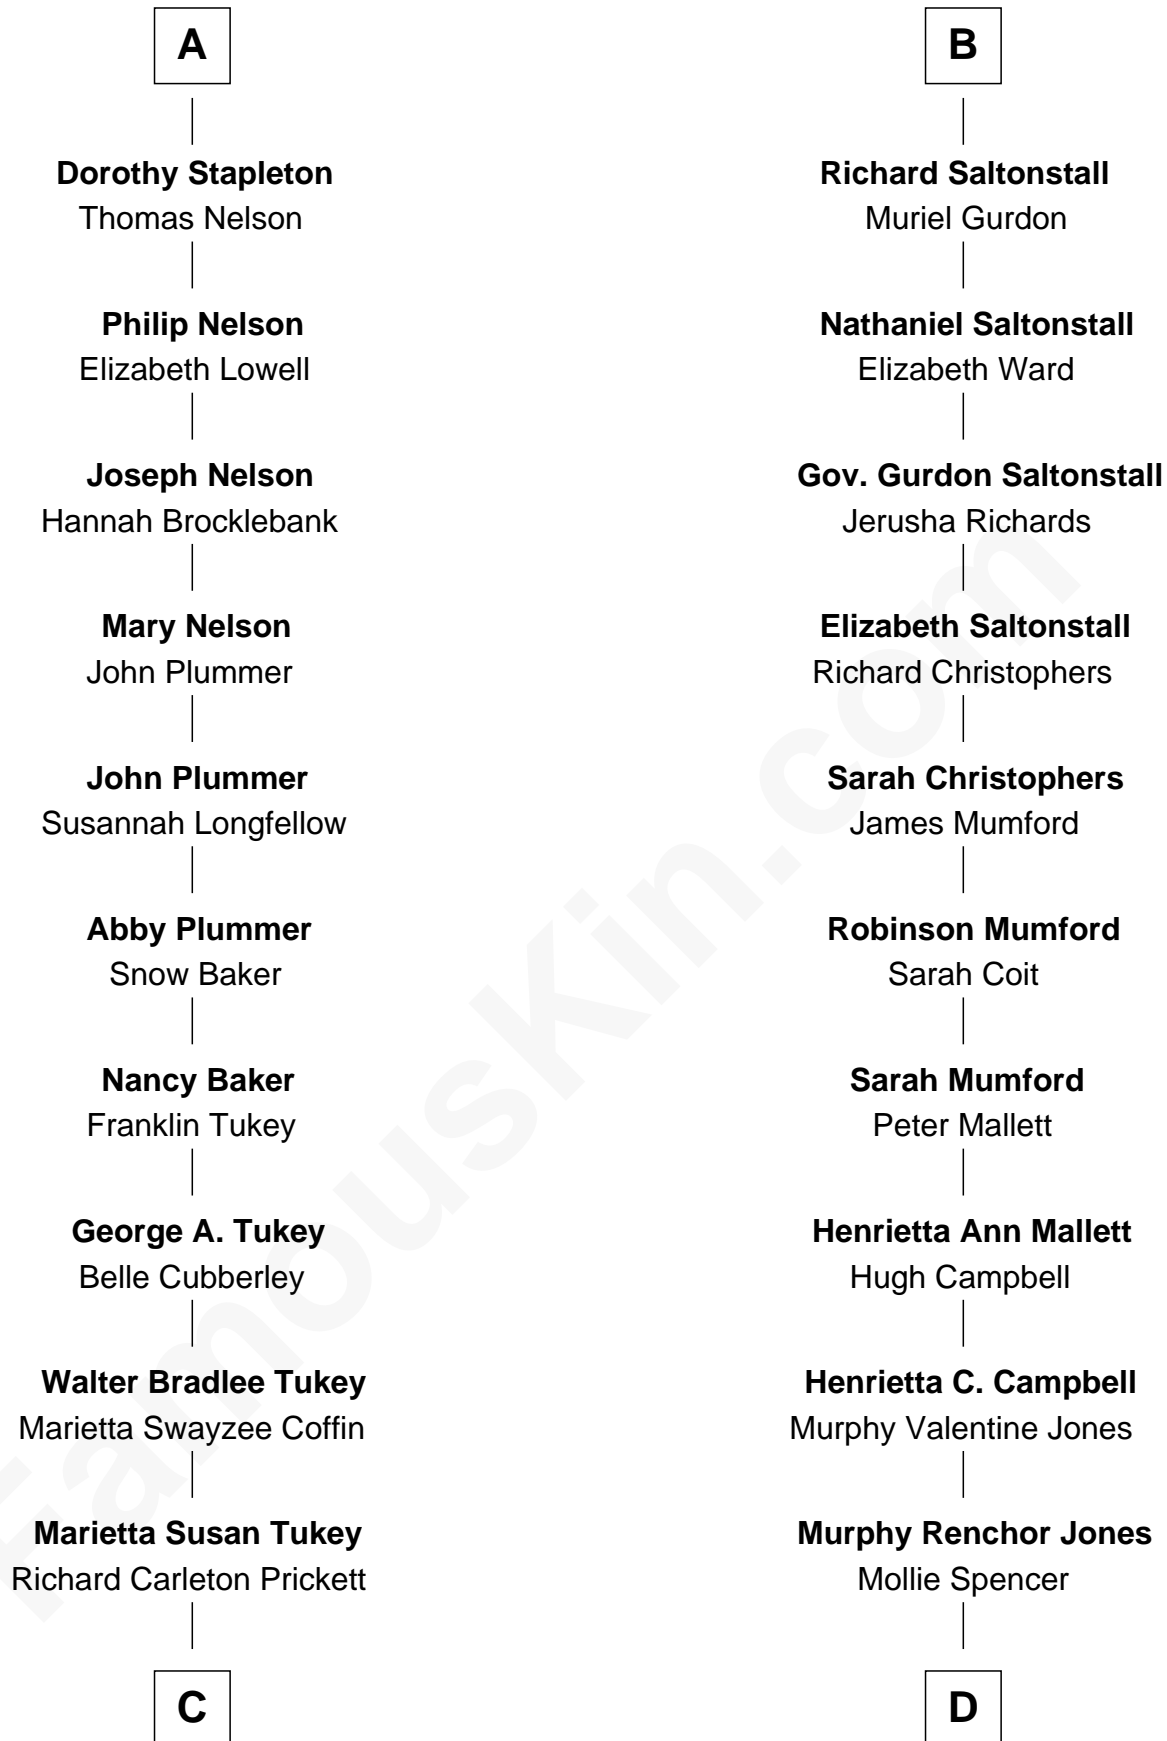 A
Dorothy Stapleton
Thomas Nelson
Philip Nelson
Elizabeth Lowell
Joseph Nelson
Hannah Brocklebank
Mary Nelson
John Plummer
John Plummer
Susannah Longfellow
Abby Plummer
Snow Baker
Nancy Baker
Franklin Tukey
George A. Tukey
Belle Cubberley
Walter Bradlee Tukey
Marietta Swayzee Coffin
Marietta Susan Tukey
Richard Carleton Prickett
C
B
Richard Saltonstall
Muriel Gurdon
Nathaniel Saltonstall
Elizabeth Ward
Gov. Gurdon Saltonstall
Jerusha Richards
Elizabeth Saltonstall
Richard Christophers
Sarah Christophers
James Mumford
Robinson Mumford
Sarah Coit
Sarah Mumford
Peter Mallett
Henrietta Ann Mallett
Hugh Campbell
Henrietta C. Campbell
Murphy Valentine Jones
Murphy Renchor Jones
Mollie Spencer
D
FamousKin.com